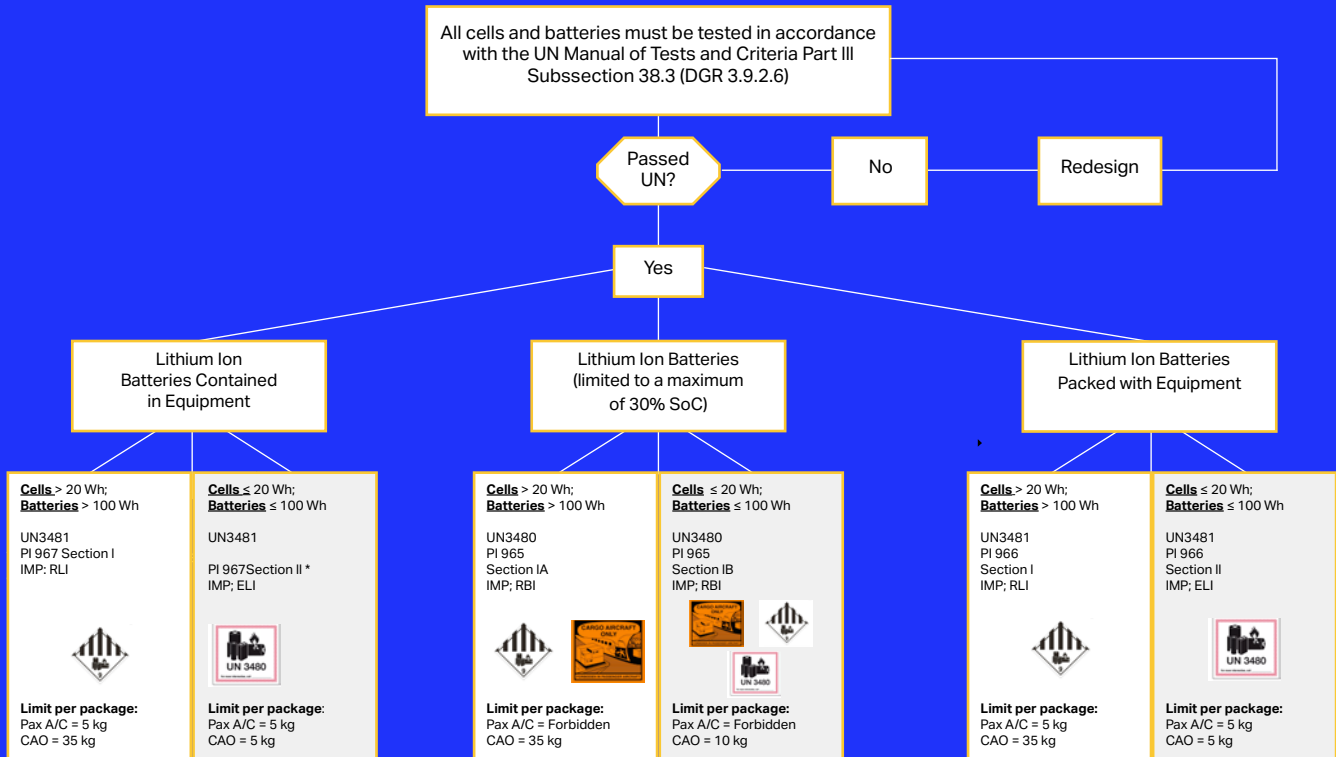 All cells and batteries must be tested in accordance
with the UN Manual of Tests and Criteria Part III
Subssection 38.3 (DGR 3.9.2.6)
Passed
UN?
No
Redesign
Yes
Lithium Ion
Batteries Contained
in Equipment
Lithium Ion Batteries
(limited to a maximum
of 30% SoC)
Lithium Ion Batteries
Packed with Equipment
Cells > 20 Wh;
Batteries > 100 Wh
UN3481
PI 967 Section I
IMP: RLI
9
Limit per package:
Pax A/C = 5 kg
CAO = 35 kg
Cells ≤ 20 Wh;
Batteries ≤ 100 Wh
UN3481
PI 967Section II *
IMP; ELI
UN 3480
Limit per package:
Pax A/C = 5 kg
CAO = 5 kg
Cells > 20 Wh;
Batteries > 100 Wh
UN3480
PI 965
Section IA
IMP; RBI
9
CARGO AIRCRAFT
ONLY
Limit per package:
Pax A/C = Forbidden
CAO = 35 kg
Cells ≤ 20 Wh;
Batteries ≤ 100 Wh
UN3480
PI 965
Section IB
IMP; RBI
CARGO AIRCRAFT
ONLY
UN 3480
Limit per package:
Pax A/C = Forbidden
CAO = 10 kg
Cells > 20 Wh;
Batteries > 100 Wh
UN3481
PI 966
Section I
IMP; RLI
9
Limit per package:
Pax A/C = 5 kg
CAO = 35 kg
Cells ≤ 20 Wh;
Batteries ≤ 100 Wh
UN3481
PI 966
Section II
IMP; ELI
UN 3480
Limit per package:
Pax A/C = 5 kg
CAO = 5 kg